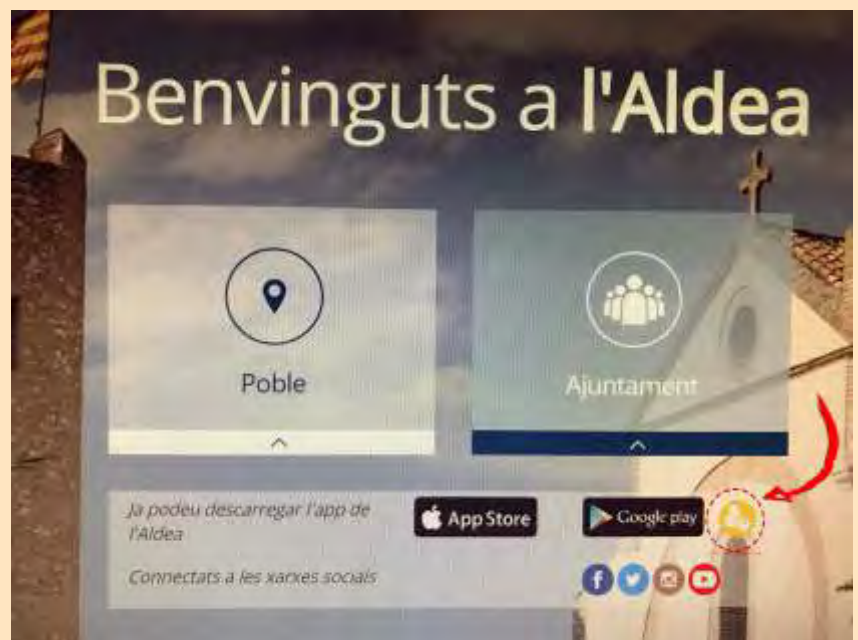 Benvinguts a l'Aldea
Poble
Ajuntament
Ja podeu descarregar l'app de
l'Aldea
App Store
Google play
Connectats a les xarxes socials